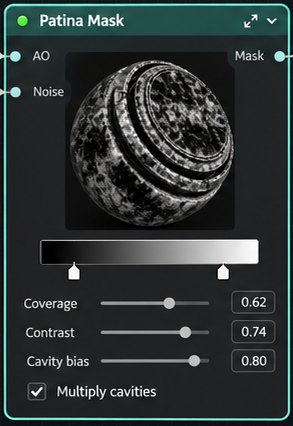 Patina Mask
AO Mask
Noise
Coverage 0.62
Contrast 0.74
Cavity bias 0.80
Multiply cavities